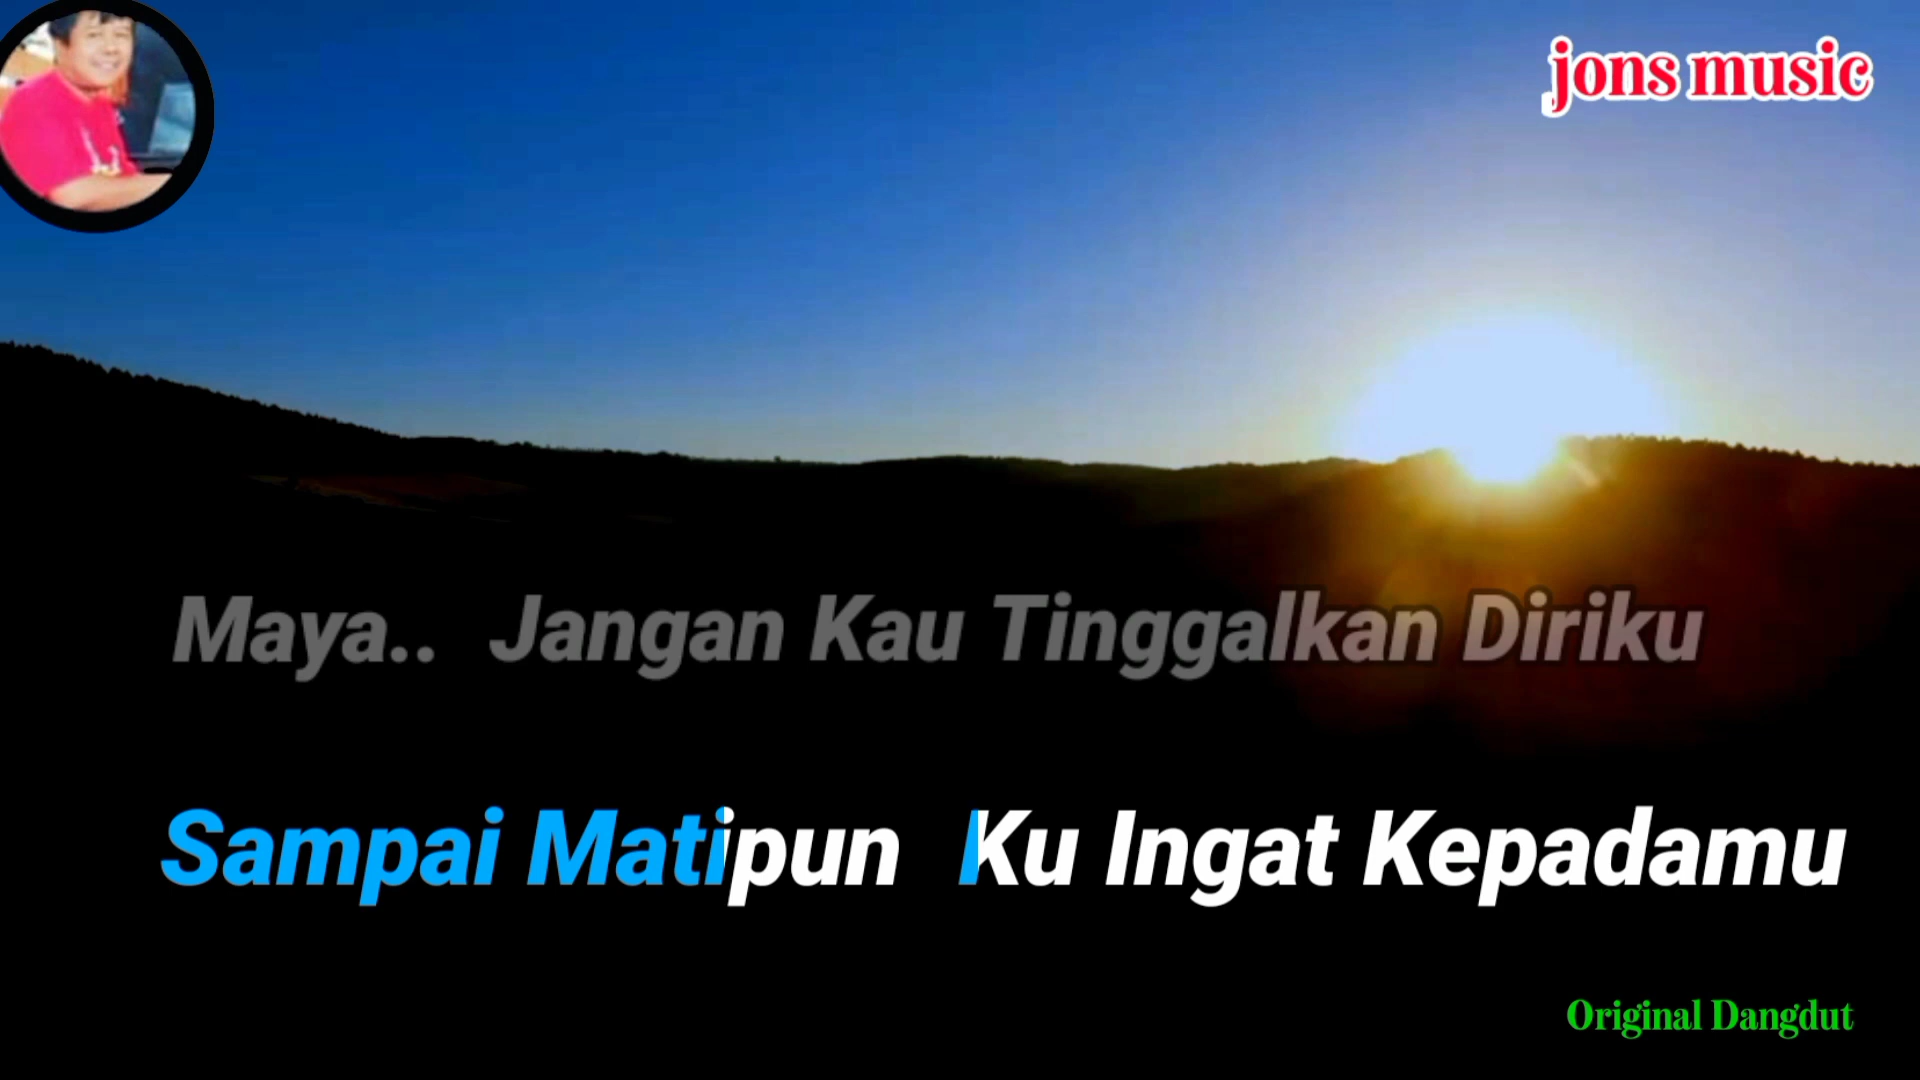 jons music
Maya.. Jangan Kau Tinggalkan Diriku
Sampai Matipun Ku Ingat Kepadamu
Original Dangdut